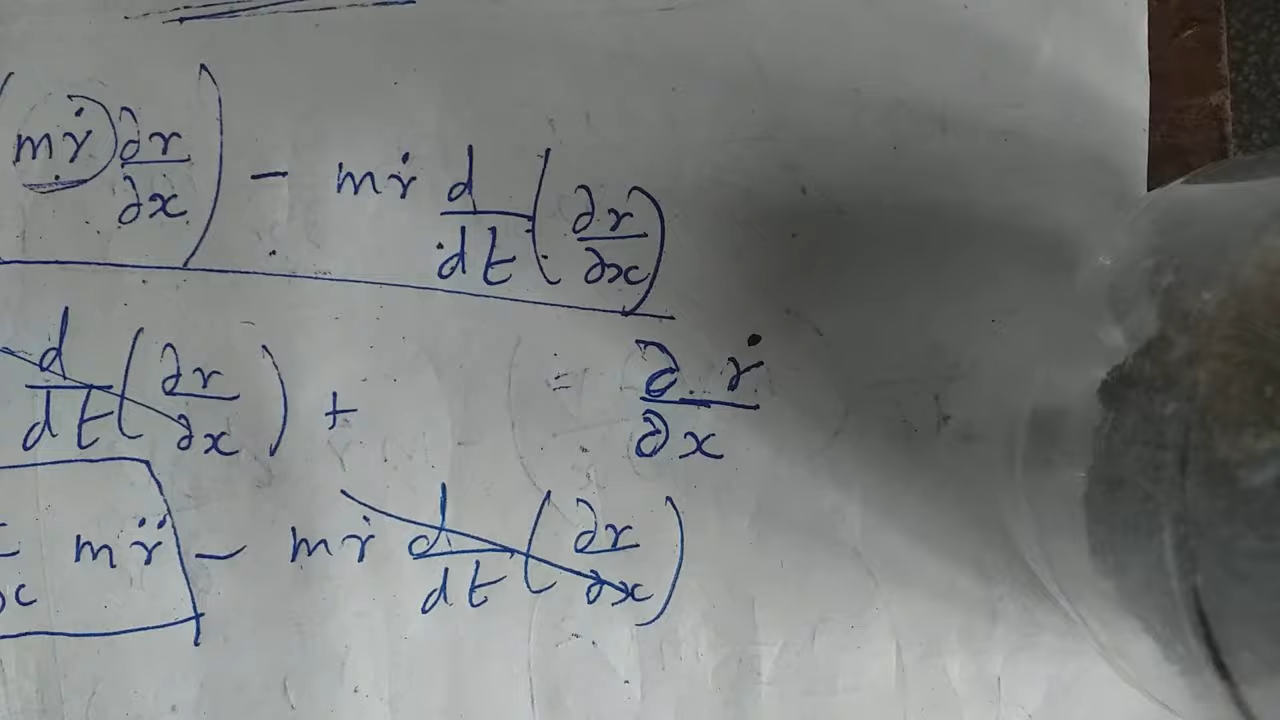 (mṙ) ∂r/∂x) − mṙ d/dt (∂r/∂x)
d/dt (∂r/∂x) + = ∂ ṙ/∂x
mr̈ − mṙ d/dt (∂r/∂x)